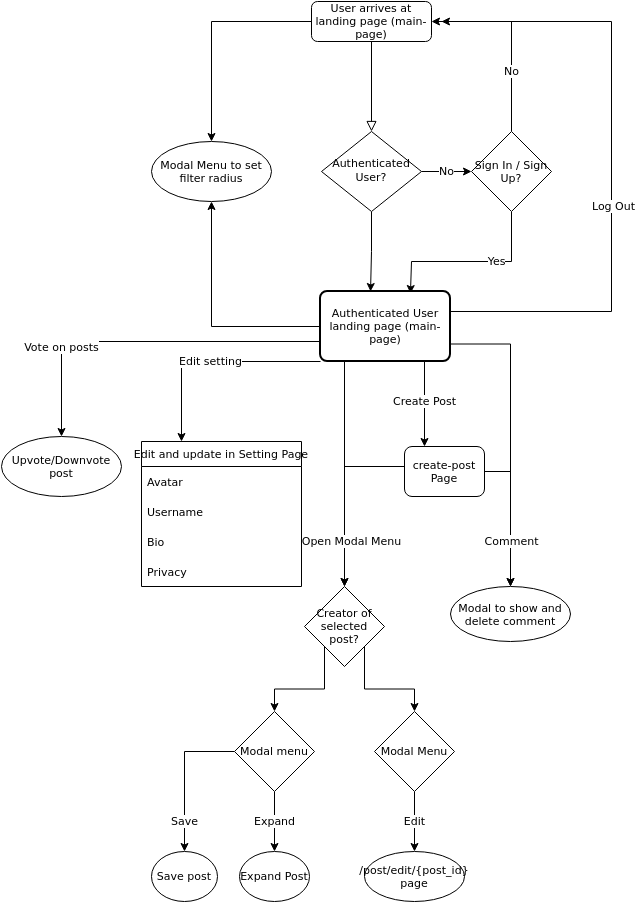 User arrives at
landing page (main-
page)
No
Modal Menu to set
filter radius
Authenticated
User?
No
Sign In / Sign
Up?
Log Out
Yes
Authenticated User
landing page (main-
page)
Vote on posts
Edit setting
Create Post
Upvote/Downvote
post
Edit and update in Setting Page
Avatar
Username
Bio
Privacy
create-post
Page
Open Modal Menu
Comment
Creator of
selected
post?
Modal to show and
delete comment
Modal menu
Modal Menu
Save
Expand
Edit
Save post
Expand Post
/post/edit/{post_id}
page